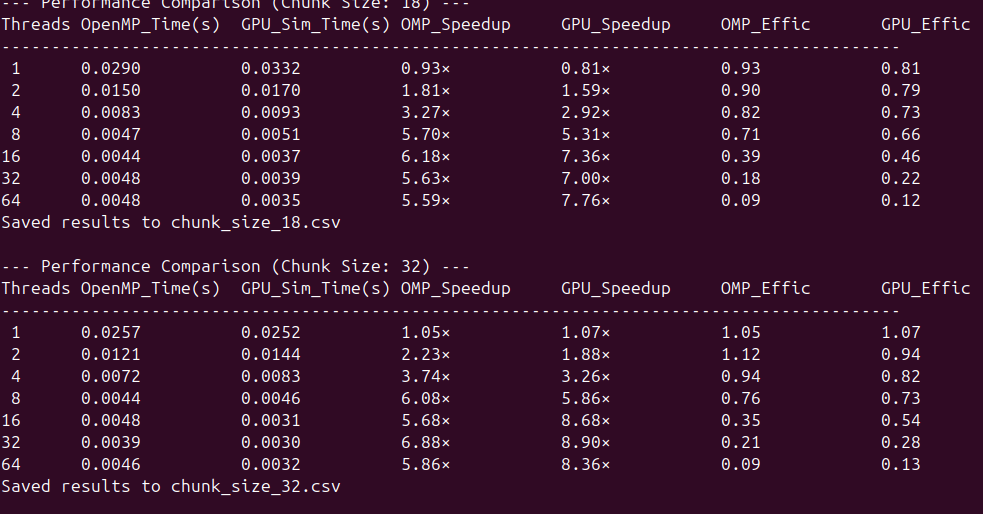 --- Performance Comparison (Chunk Size: 18) ---
Threads OpenMP_Time(s)  GPU_Sim_Time(s) OMP_Speedup     GPU_Speedup     OMP_Effic       GPU_Effic
------------------------------------------------------------------------------------------
 1      0.0290          0.0332          0.93×           0.81×           0.93            0.81
 2      0.0150          0.0170          1.81×           1.59×           0.90            0.79
 4      0.0083          0.0093          3.27×           2.92×           0.82            0.73
 8      0.0047          0.0051          5.70×           5.31×           0.71            0.66
16      0.0044          0.0037          6.18×           7.36×           0.39            0.46
32      0.0048          0.0039          5.63×           7.00×           0.18            0.22
64      0.0048          0.0035          5.59×           7.76×           0.09            0.12
Saved results to chunk_size_18.csv

--- Performance Comparison (Chunk Size: 32) ---
Threads OpenMP_Time(s)  GPU_Sim_Time(s) OMP_Speedup     GPU_Speedup     OMP_Effic       GPU_Effic
------------------------------------------------------------------------------------------
 1      0.0257          0.0252          1.05×           1.07×           1.05            1.07
 2      0.0121          0.0144          2.23×           1.88×           1.12            0.94
 4      0.0072          0.0083          3.74×           3.26×           0.94            0.82
 8      0.0044          0.0046          6.08×           5.86×           0.76            0.73
16      0.0048          0.0031          5.68×           8.68×           0.35            0.54
32      0.0039          0.0030          6.88×           8.90×           0.21            0.28
64      0.0046          0.0032          5.86×           8.36×           0.09            0.13
Saved results to chunk_size_32.csv